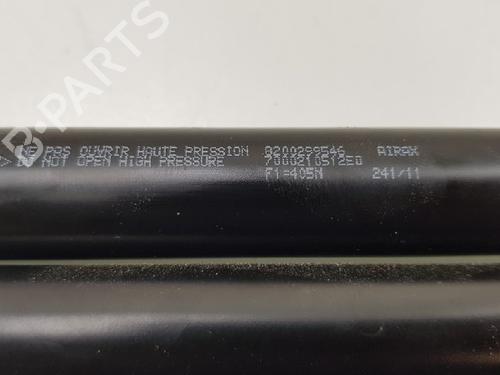 NE PAS OUVRIR HAUTE PRESSION 8200299546 AIRAX
DO NOT OPEN HIGH PRESSURE 7000210512E0
F1=405N 241/11
B-PARTS